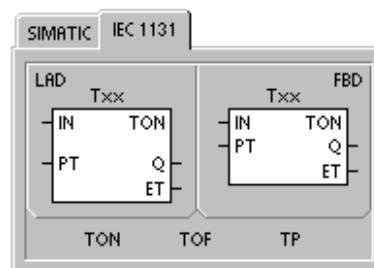 SIMATIC IEC 1131
LAD FBD
Txx Txx
IN TON IN TON
PT Q PT Q
ET ET
TON TOF TP